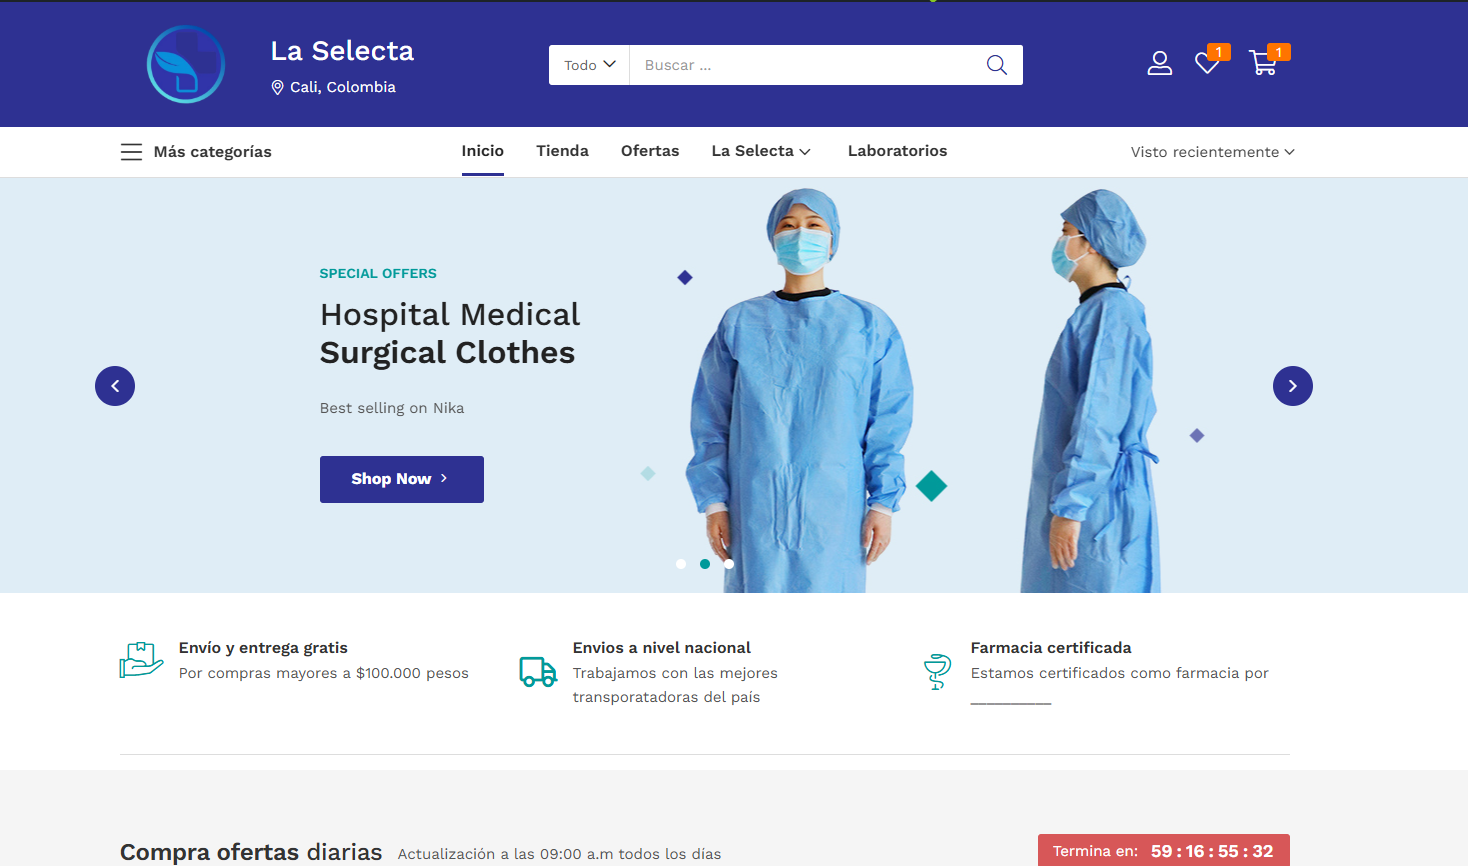 La Selecta
Cali, Colombia
Todo
Buscar ...
1
1
Más categorías
Inicio
Tienda
Ofertas
La Selecta
Laboratorios
Visto recientemente
SPECIAL OFFERS
Hospital Medical
Surgical Clothes
Best selling on Nika
Shop Now
Envío y entrega gratis
Por compras mayores a $100.000 pesos
Envios a nivel nacional
Trabajamos con las mejores
transporatadoras del país
Farmacia certificada
Estamos certificados como farmacia por
__________
Compra ofertas diarias
Actualización a las 09:00 a.m todos los días
Termina en: 59 : 16 : 55 : 32